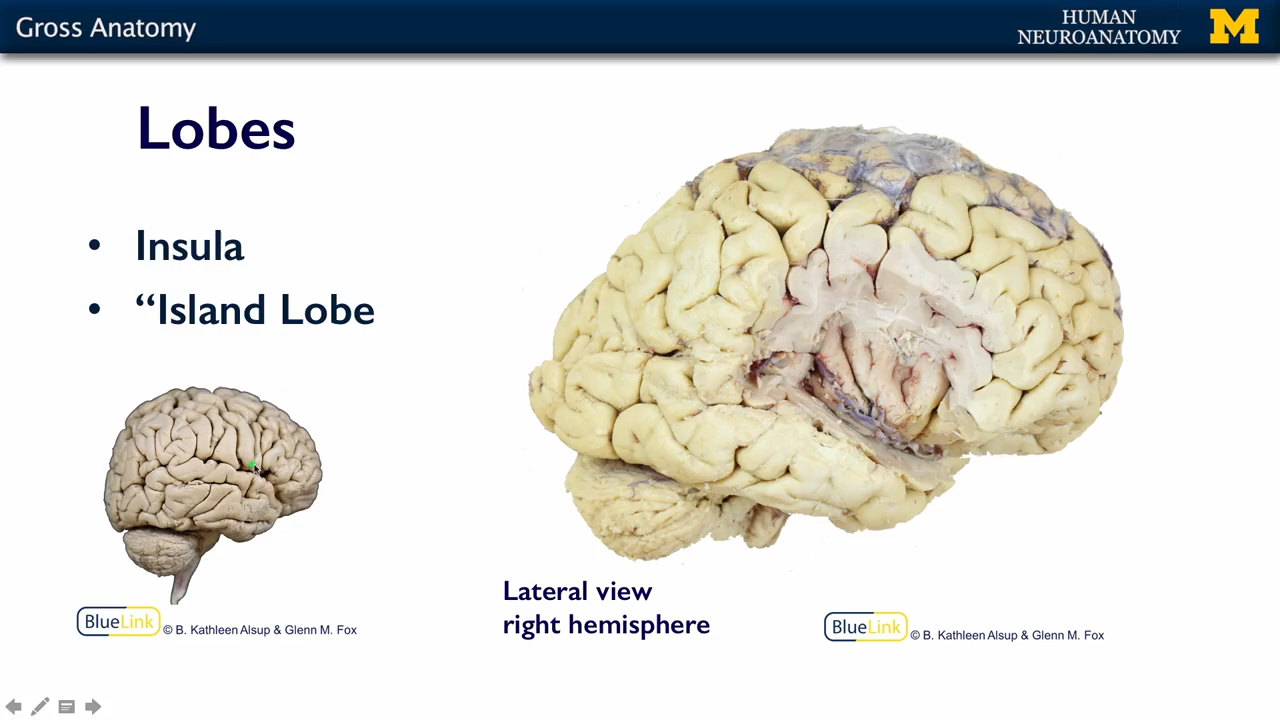 Gross Anatomy
HUMAN
NEUROANATOMY
M
Lobes
• Insula
• “Island Lobe
Lateral view
right hemisphere
BlueLink © B. Kathleen Alsup & Glenn M. Fox
BlueLink © B. Kathleen Alsup & Glenn M. Fox